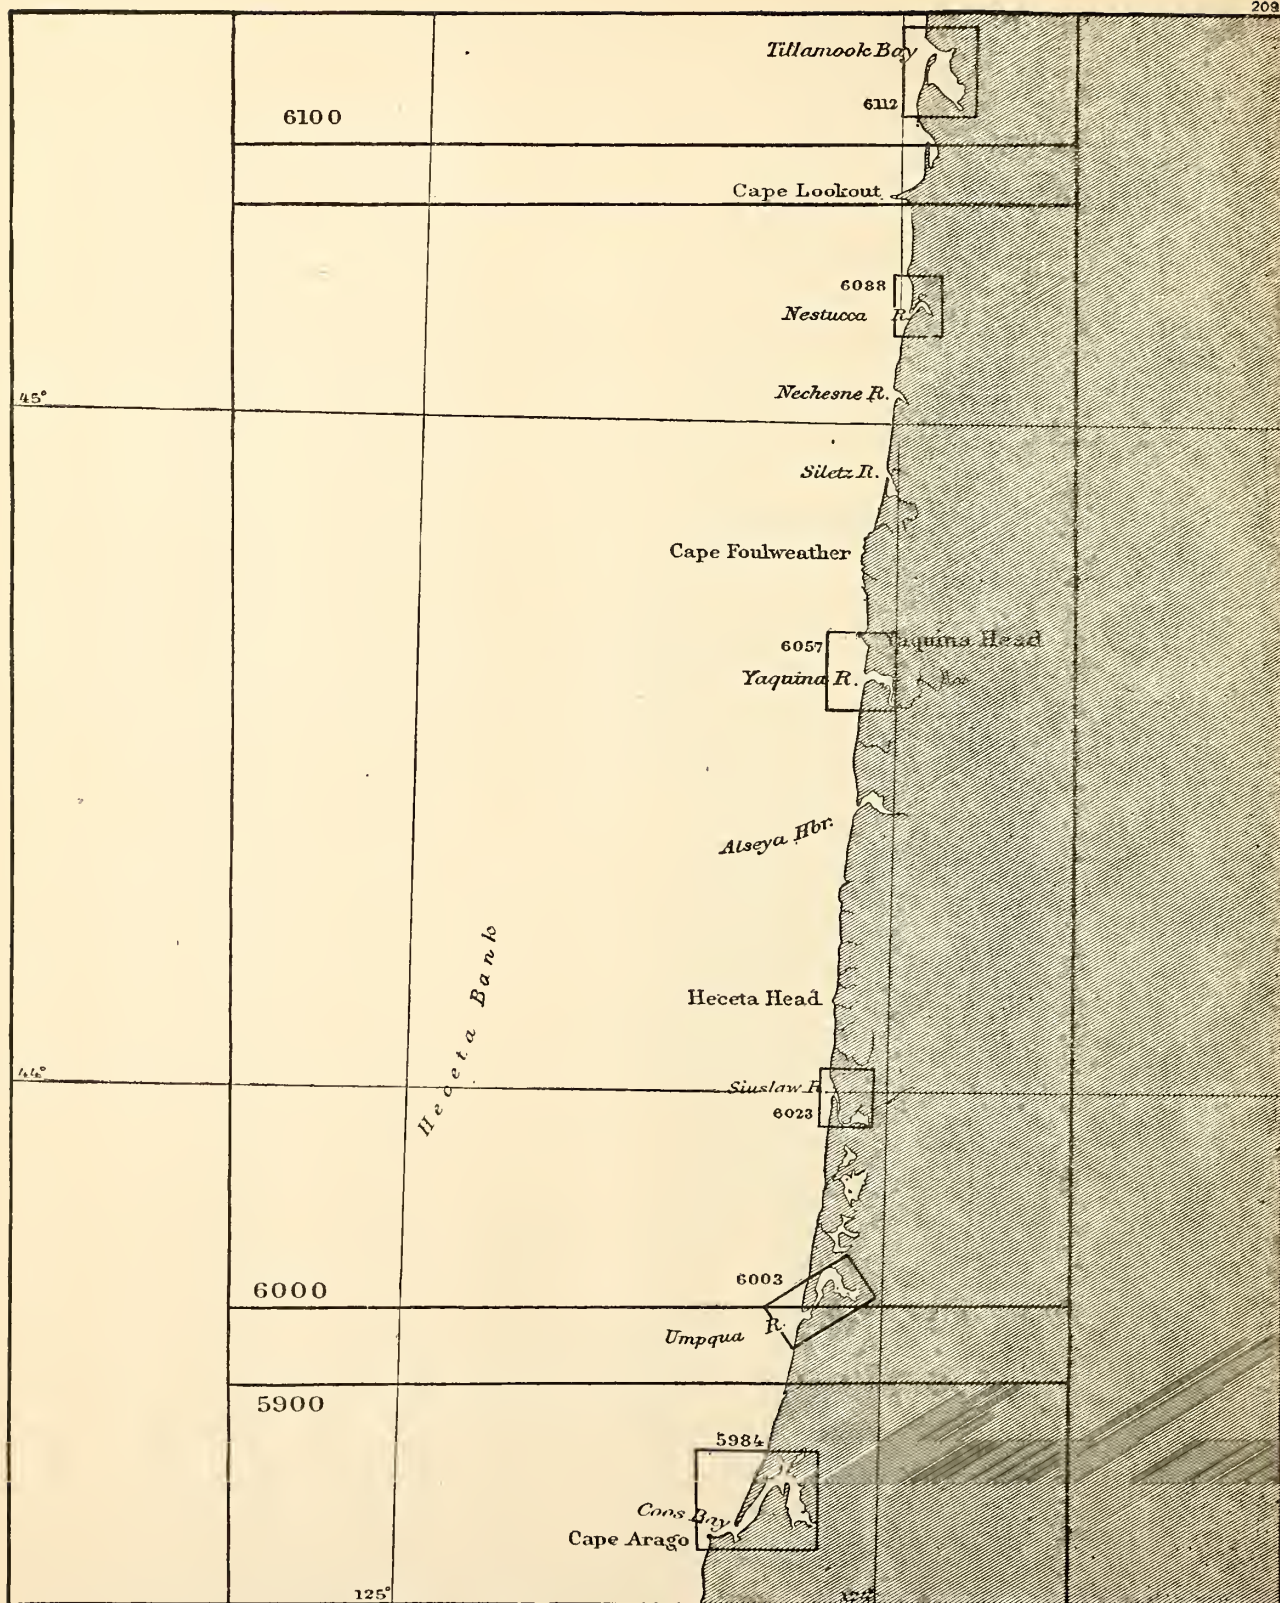 209
Tillamook Bay
6112
6100
Cape Lookout
6088
Nestucca R.
45°
Nechesne R.
Siletz R.
Cape Foulweather
6057
Yaquina Head
Yaquina R.
Alseya Hbr.
Heceta Bank
Heceta Head
44°
Siuslaw R.
6023
6000
6003
Umpqua R.
5900
5984
Coos Bay
Cape Arago
125°